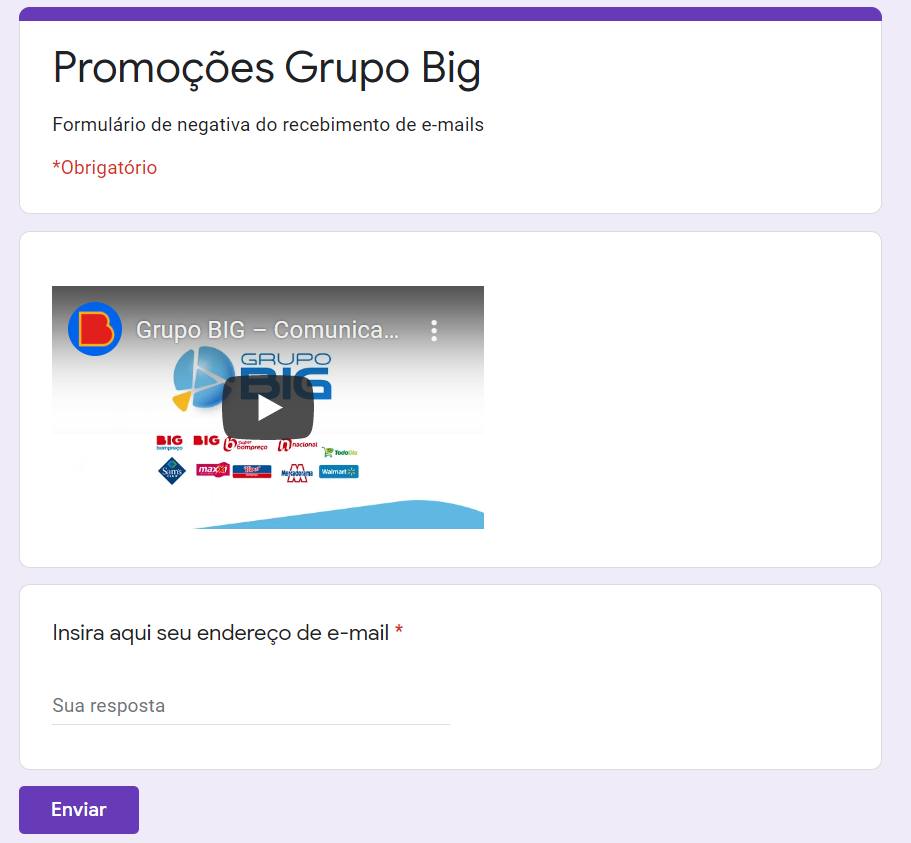 Promoções Grupo Big
Formulário de negativa do recebimento de e-mails
*Obrigatório
Grupo BIG – Comunica...
GRUPO
BIG
BIG
bompreço
BIG
super
bompreço
nacional
TodoDia
Sam's
CLUB
maxxi
Mercadorama
Walmart
Insira aqui seu endereço de e-mail *
Sua resposta
Enviar